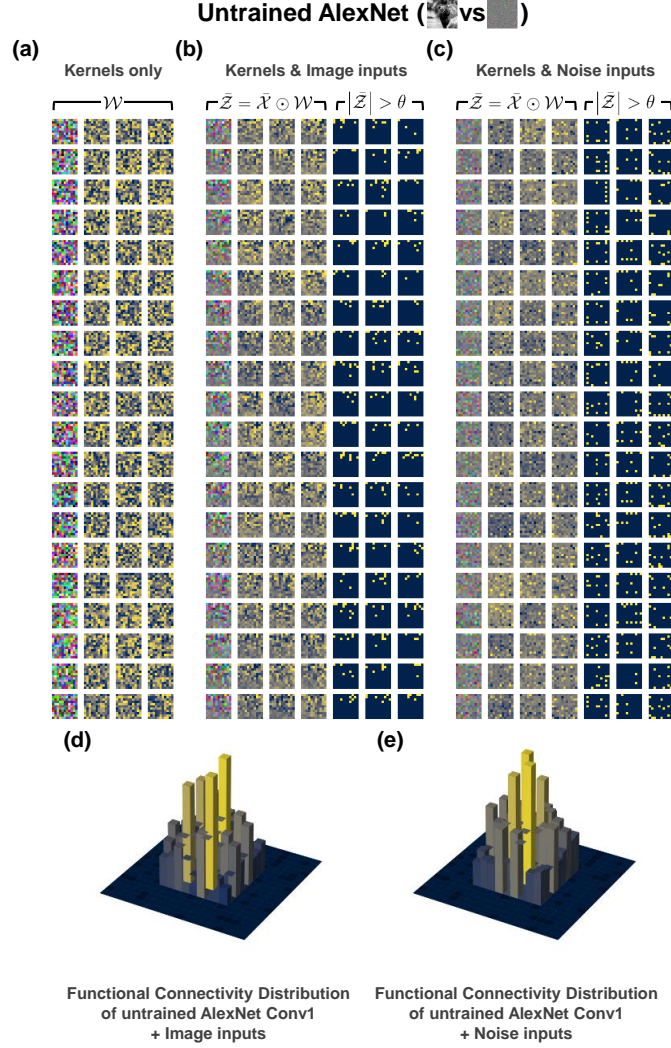 Untrained AlexNet ( vs )
(a)
Kernels only
𝒲
(b)
Kernels & Image inputs
Z̄ = X̄ ⊙ 𝒲
|Z̄| > θ
(c)
Kernels & Noise inputs
Z̄ = X̄ ⊙ 𝒲
|Z̄| > θ
(d)
(e)
Functional Connectivity Distribution
of untrained AlexNet Conv1
+ Image inputs
Functional Connectivity Distribution
of untrained AlexNet Conv1
+ Noise inputs